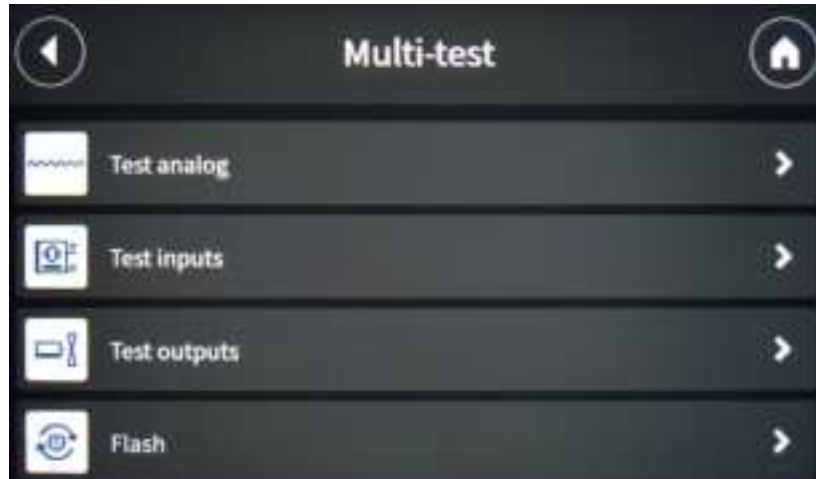 Multi-test
Test analog
Test inputs
Test outputs
Flash